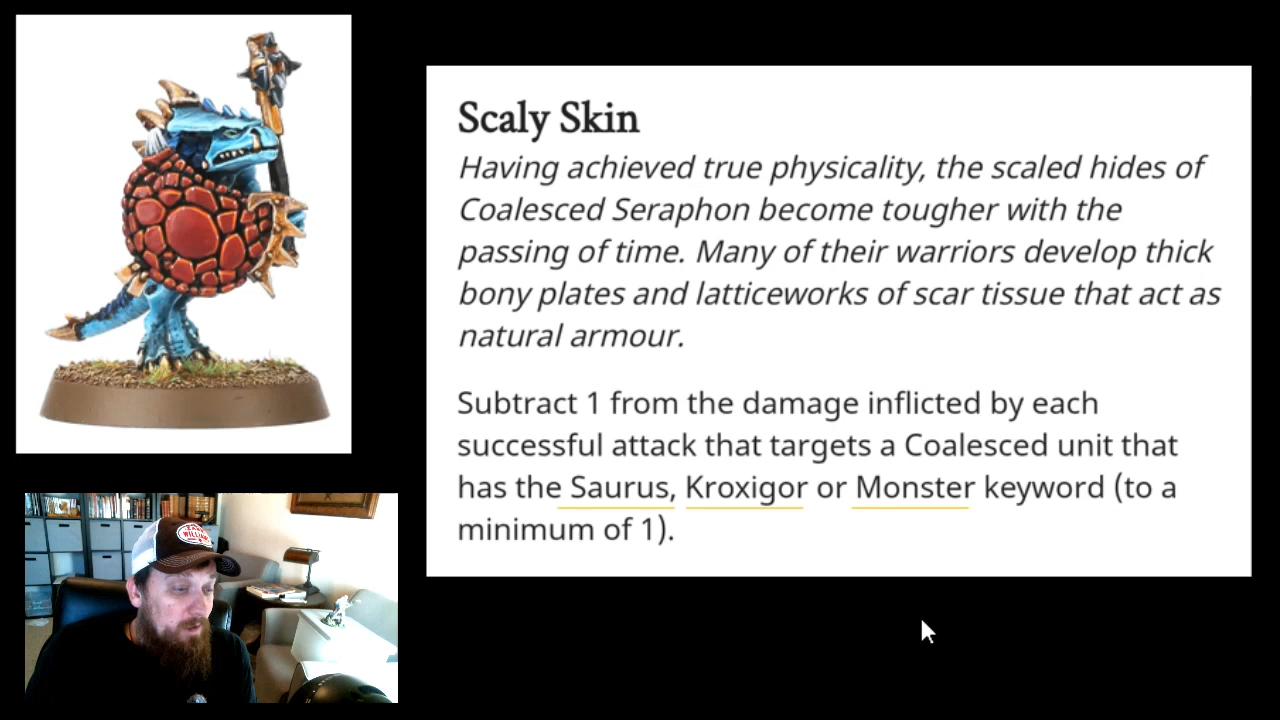 Scaly Skin
Having achieved true physicality, the scaled hides of
Coalesced Seraphon become tougher with the
passing of time. Many of their warriors develop thick
bony plates and latticeworks of scar tissue that act as
natural armour.
Subtract 1 from the damage inflicted by each
successful attack that targets a Coalesced unit that
has the Saurus, Kroxigor or Monster keyword (to a
minimum of 1).